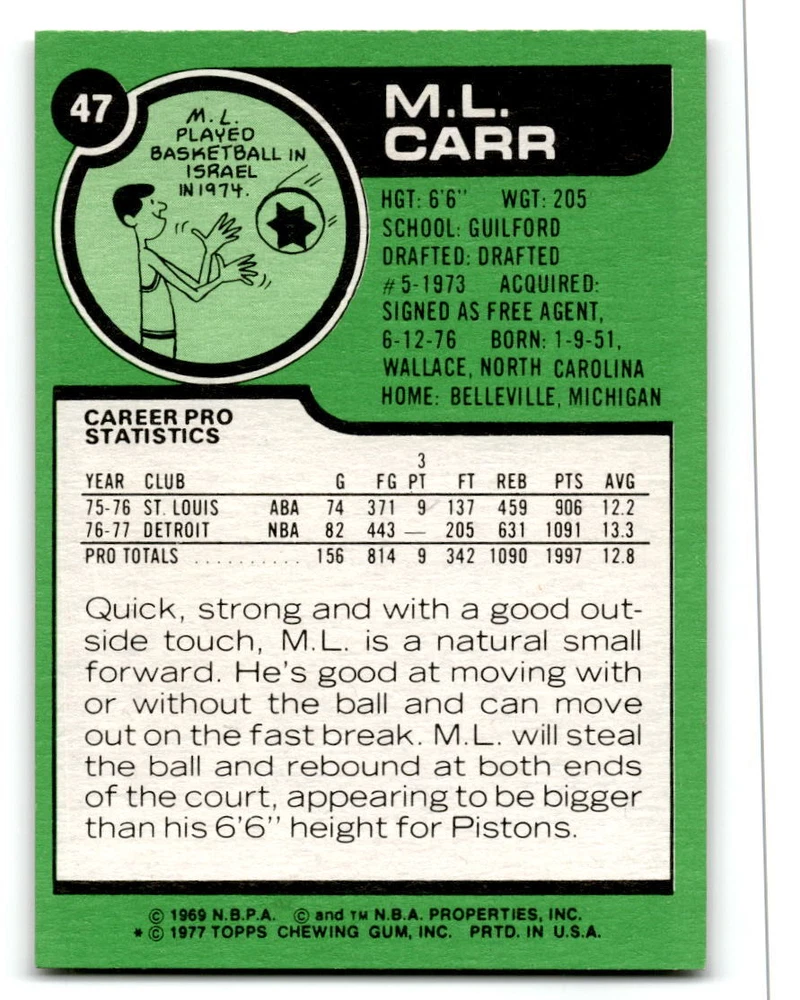 47
M. L.
PLAYED
BASKETBALL IN
ISRAEL
IN 1974.
M.L.
CARR
HGT: 6'6" WGT: 205
SCHOOL: GUILFORD
DRAFTED: DRAFTED
#5-1973 ACQUIRED:
SIGNED AS FREE AGENT,
6-12-76 BORN: 1-9-51,
WALLACE, NORTH CAROLINA
HOME: BELLEVILLE, MICHIGAN
CAREER PRO
STATISTICS
3
YEAR CLUB G FG PT FT REB PTS AVG
75-76 ST. LOUIS ABA 74 371 9 137 459 906 12.2
76-77 DETROIT NBA 82 443 — 205 631 1091 13.3
PRO TOTALS .......... 156 814 9 342 1090 1997 12.8
Quick, strong and with a good out-
side touch, M.L. is a natural small
forward. He's good at moving with
or without the ball and can move
out on the fast break. M.L. will steal
the ball and rebound at both ends
of the court, appearing to be bigger
than his 6'6" height for Pistons.
© 1969 N.B.P.A. © and TM N.B.A. PROPERTIES, INC.
* © 1977 TOPPS CHEWING GUM, INC. PRTD. IN U.S.A.